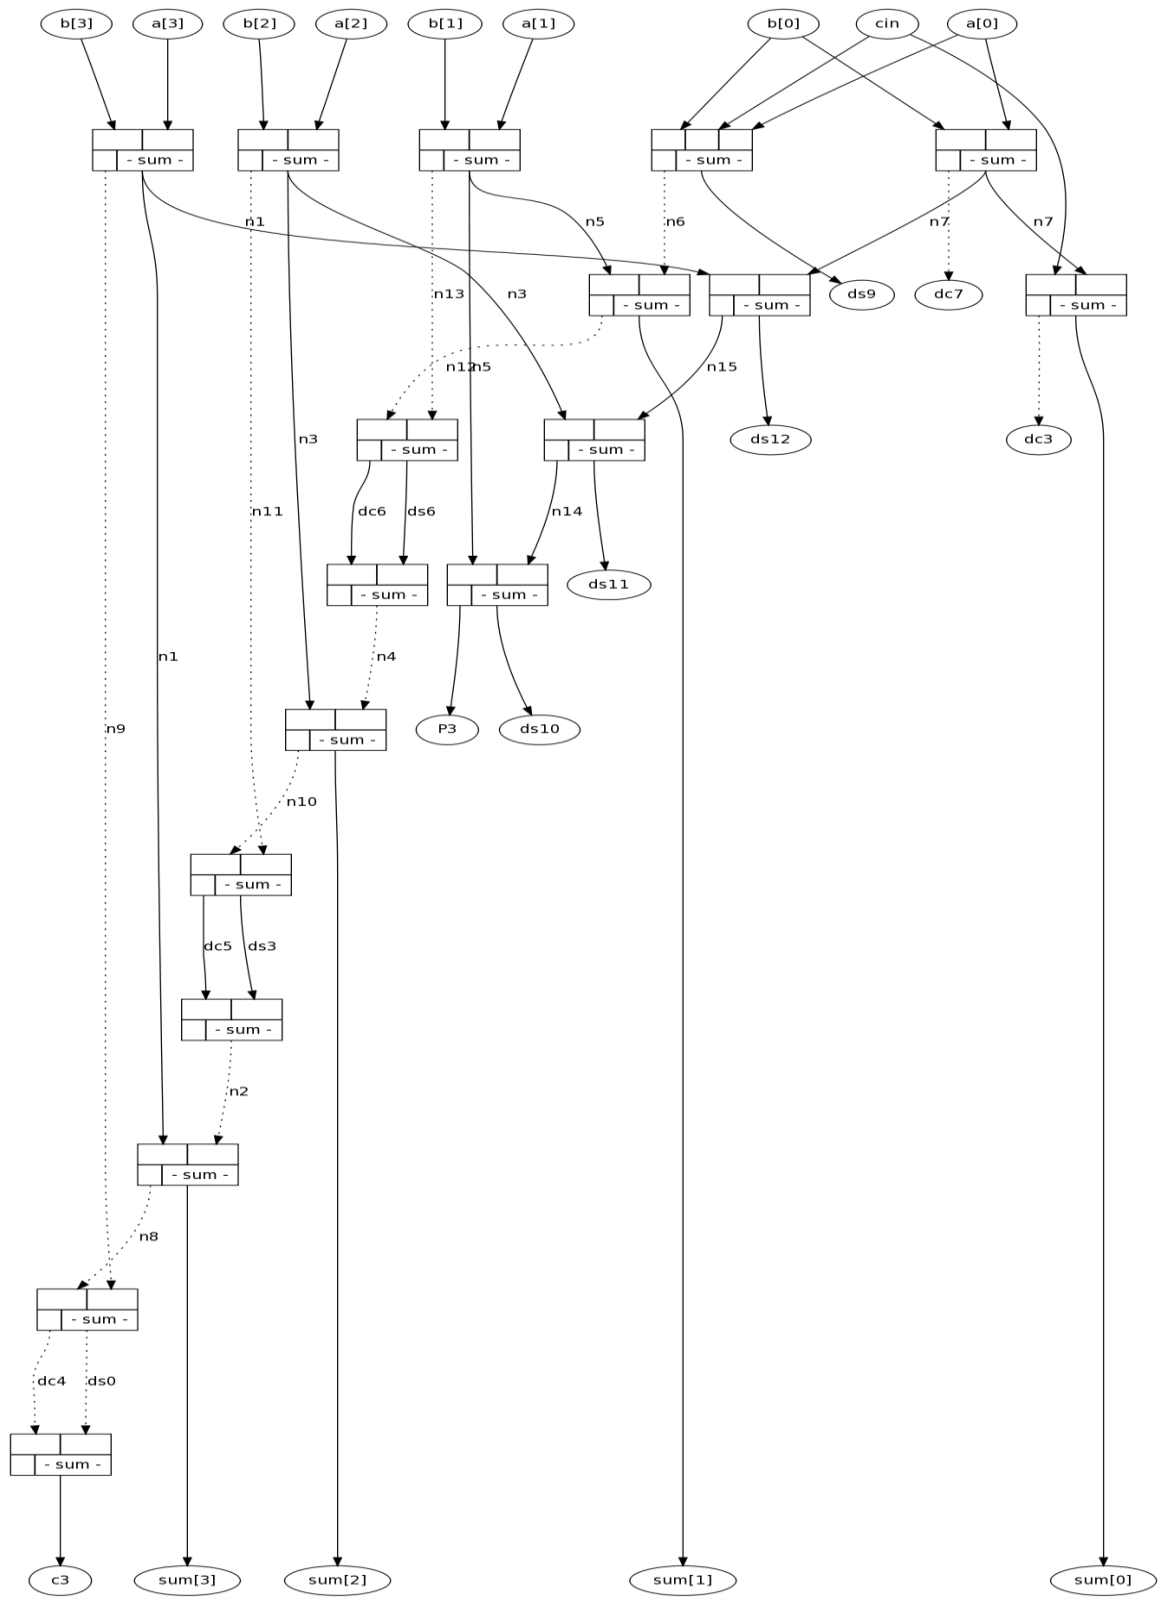 b[3] a[3] b[2] a[2] b[1] a[1] b[0] cin a[0]
- sum - - sum - - sum - - sum - - sum -
n1 n5 n6 n7 n7
n13 n3 ds9 dc7
- sum - - sum - - sum -
n12 n5 n15
n3 ds12 dc3
- sum - - sum -
n11 dc6 ds6 n14
ds11
- sum - - sum -
n1 n4
n9 P3 ds10
- sum -
n10
- sum -
dc5 ds3
- sum -
n2
- sum -
n8
- sum -
dc4 ds0
- sum -
c3 sum[3] sum[2] sum[1] sum[0]